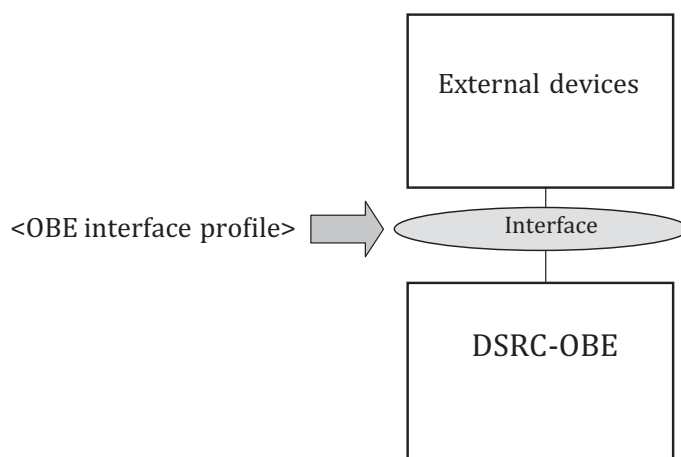 External devices
<OBE interface profile>
Interface
DSRC-OBE